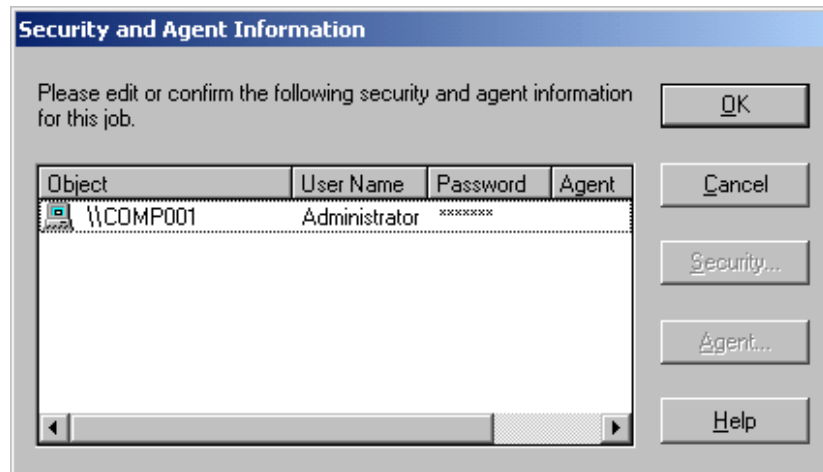 Security and Agent Information
Please edit or confirm the following security and agent information
for this job.
OK
Object User Name Password Agent
Cancel
\\COMP001 Administrator *******
Security...
Agent...
Help